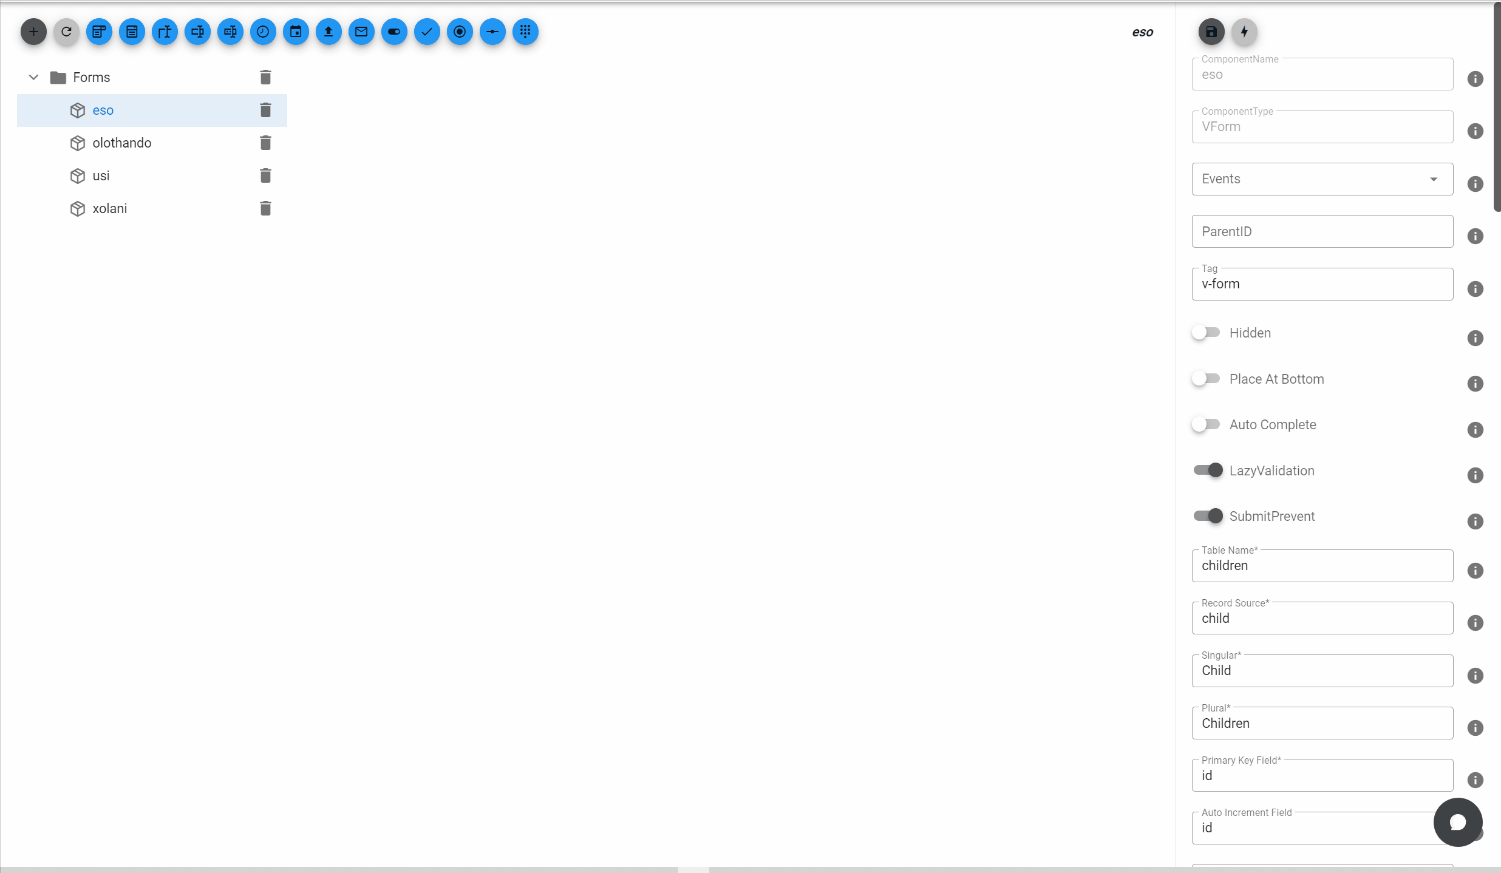 eso
Forms
eso
olothando
usi
xolani
ComponentName
eso
ComponentType
VForm
Events
ParentID
Tag
v-form
Hidden
Place At Bottom
Auto Complete
LazyValidation
SubmitPrevent
Table Name*
children
Record Source*
child
Singular*
Child
Plural*
Children
Primary Key Field*
id
Auto Increment Field
id